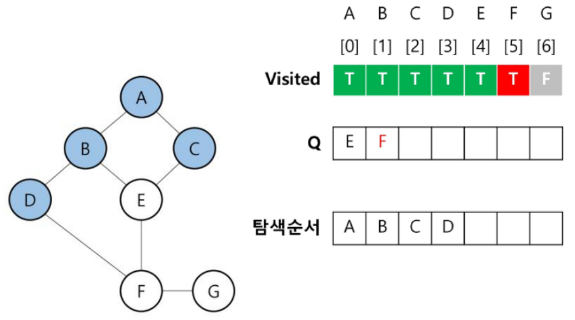 A B C D E F G
[0] [1] [2] [3] [4] [5] [6]
Visited T T T T T T F
Q E F
탐색순서 A B C D
A
B C
D E
F G